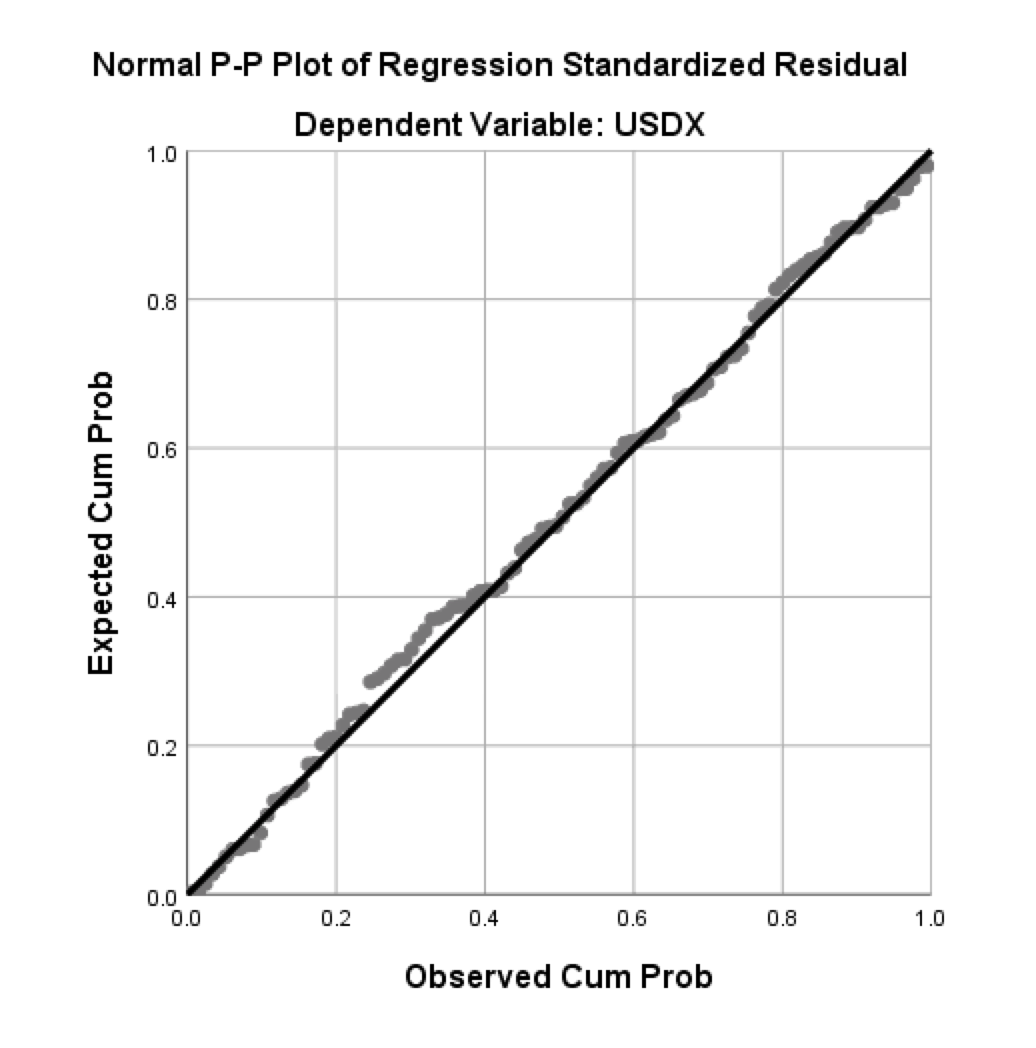 Normal P-P Plot of Regression Standardized Residual
Dependent Variable: USDX
1.0
0.8
0.6
0.4
0.2
0.0
Expected Cum Prob
0.0 0.2 0.4 0.6 0.8 1.0
Observed Cum Prob